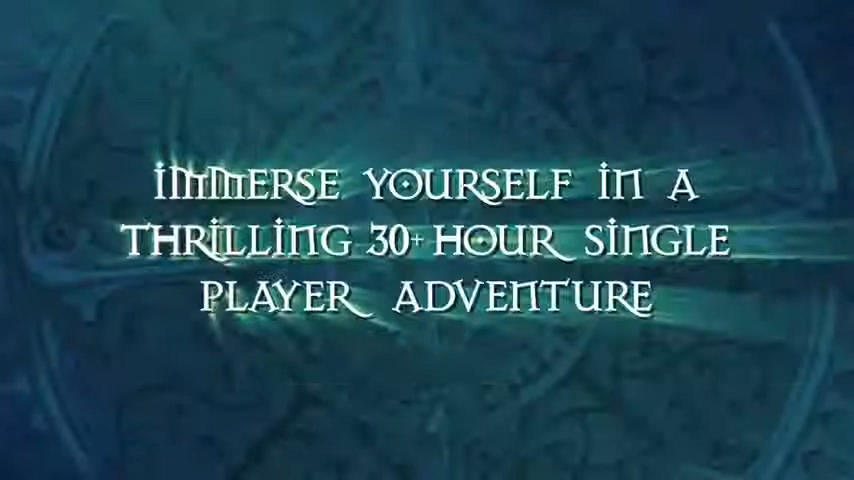 IMMERSE YOURSELF IN A
THRILLING 30+ HOUR SINGLE
PLAYER ADVENTURE